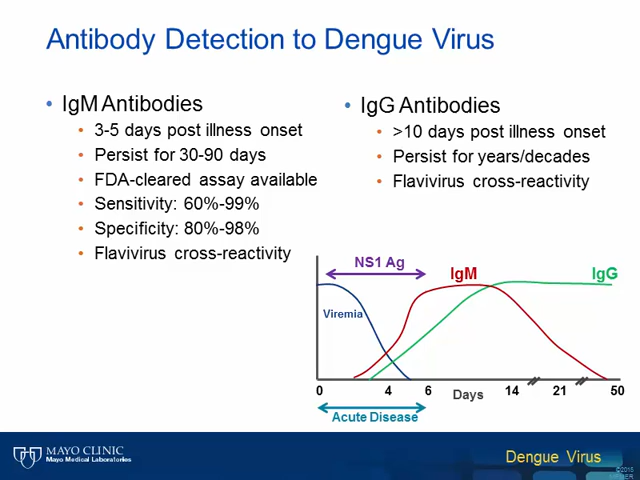 Antibody Detection to Dengue Virus
• IgM Antibodies
• 3-5 days post illness onset
• Persist for 30-90 days
• FDA-cleared assay available
• Sensitivity: 60%-99%
• Specificity: 80%-98%
• Flavivirus cross-reactivity
• IgG Antibodies
• >10 days post illness onset
• Persist for years/decades
• Flavivirus cross-reactivity
NS1 Ag
IgM
IgG
Viremia
0 4 6 Days 14 21 50
Acute Disease
MAYO CLINIC
Mayo Medical Laboratories
Dengue Virus